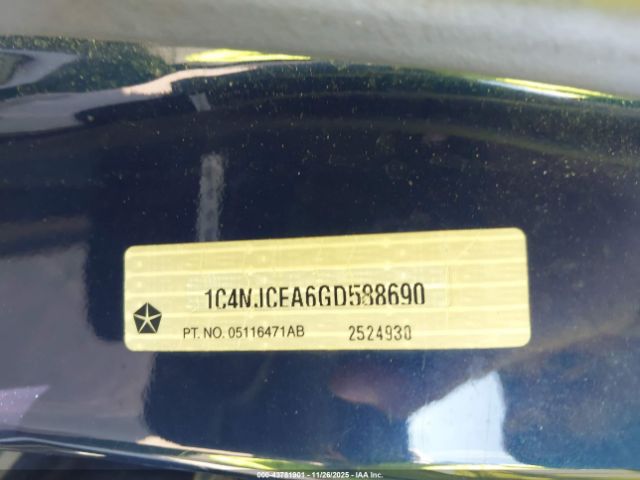 1C4NJCEA6GD588690
PT. NO. 05116471AB 2524930
000-43781901 - 11/26/2025 - IAA Inc.